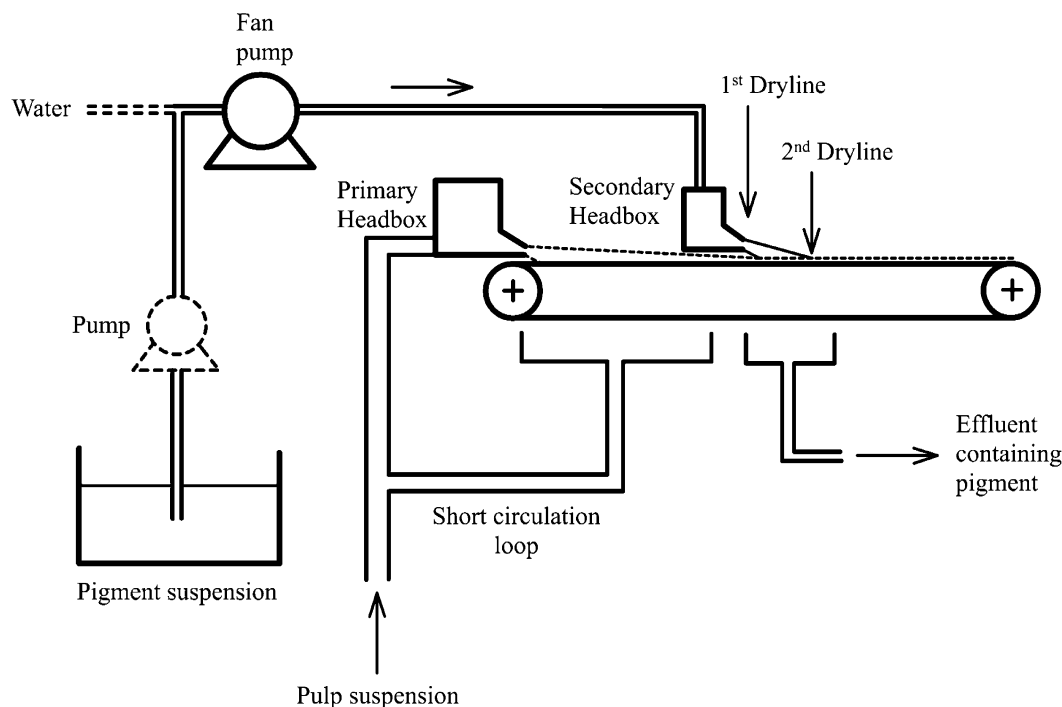 Fan
pump
Water
1st Dryline
2nd Dryline
Primary
Headbox
Secondary
Headbox
Pump
Effluent
containing
pigment
Short circulation
loop
Pigment suspension
Pulp suspension